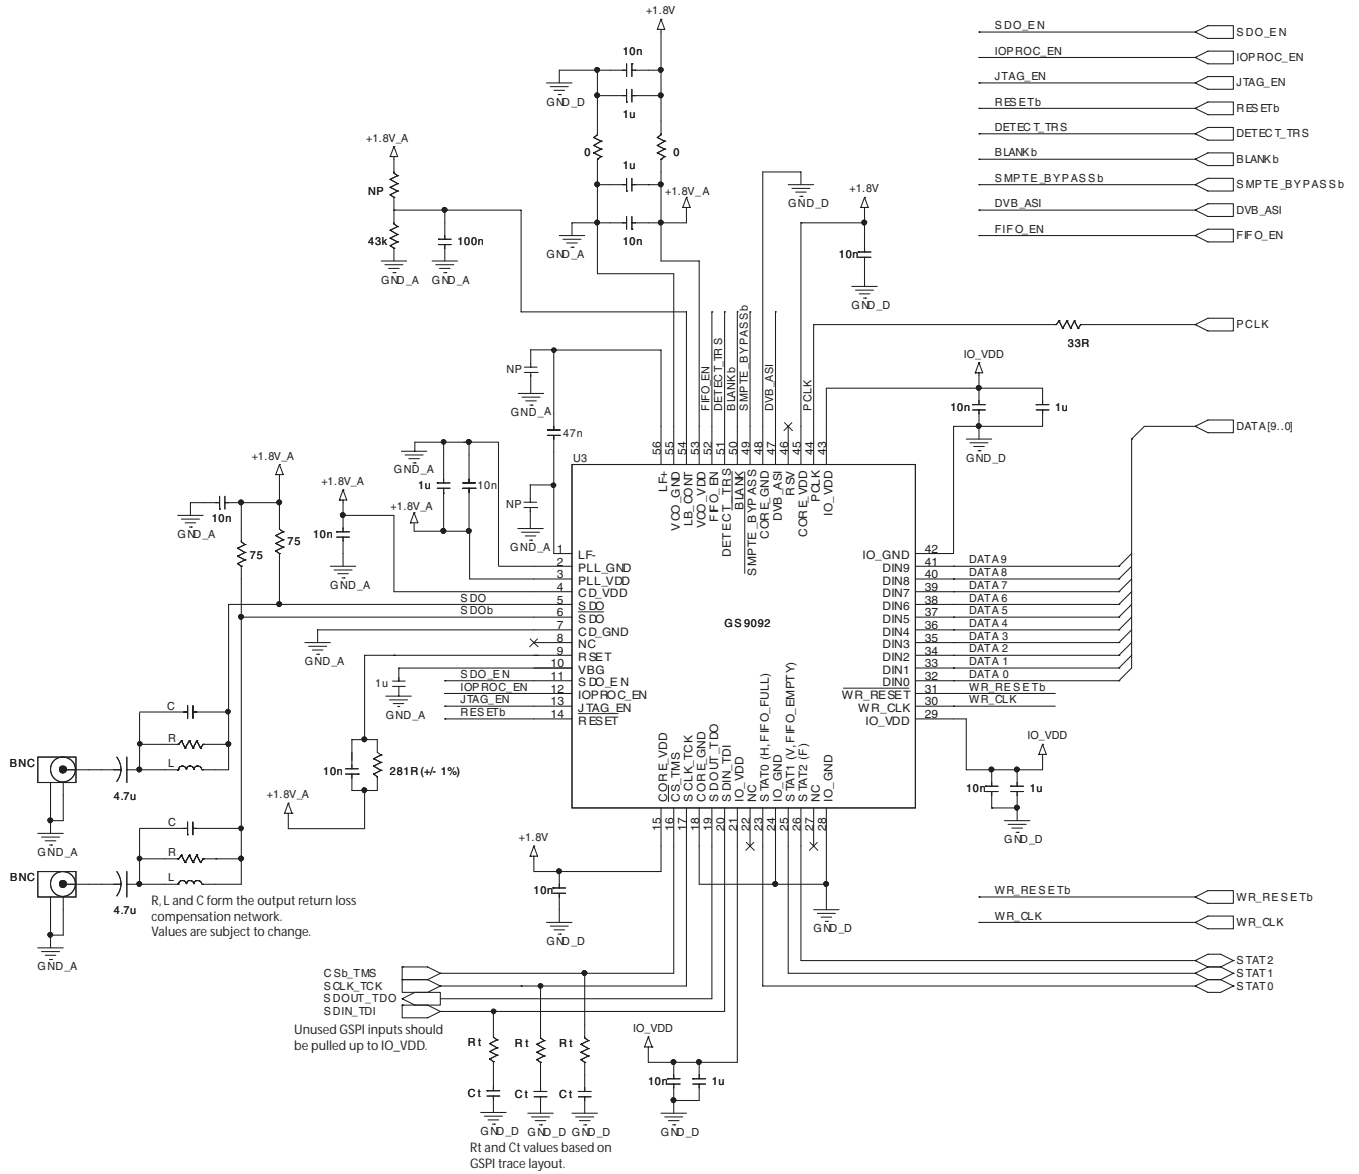 +1.8V
10n
GND_D
1u
0
0
1u
+1.8V_A
10n
GND_A
+1.8V_A
NP
43k
100n
GND_A
GND_A
GND_D
+1.8V
10n
GND_D
SDO_EN
SDO_EN
IOPROC_EN
IOPROC_EN
JTAG_EN
JTAG_EN
RESETb
RESETb
DETECT_TRS
DETECT_TRS
BLANKb
BLANKb
SMPTE_BYPASSb
SMPTE_BYPASSb
DVB_ASI
DVB_ASI
FIFO_EN
FIFO_EN
PCLK
33R
IO_VDD
10n
1u
GND_D
DATA[9..0]
NP
GND_A
47n
NP
GND_A
FIFO_EN
DETECT_TRS
BLANKb
SMPTE_BYPASSb
DVB_ASI
PCLK
GND_A
1u
10n
+1.8V_A
+1.8V_A
10n
GND_A
+1.8V_A
10n
GND_A
75
75
U3
56
55
54
53
52
51
50
49
48
47
46
45
44
43
LF+
VCO_GND
LB_CONT
VCO_VDD
FIFO_EN
DETECT_TRS
BLANK
SMPTE_BYPASS
CORE_GND
DVB_ASI
RSV
CORE_VDD
PCLK
IO_VDD
1 LF-
2 PLL_GND
3 PLL_VDD
4 CD_VDD
SDO 5 SDO
SDOb 6 SDO
7 CD_GND
8 NC
9 RSET
10 VBG
SDO_EN 11 SDO_EN
IOPROC_EN 12 IOPROC_EN
JTAG_EN 13 JTAG_EN
RESETb 14 RESET
GND_A
1u
GND_A
GS9092
IO_GND 42
DIN9 41 DATA9
DIN8 40 DATA8
DIN7 39 DATA7
DIN6 38 DATA6
DIN5 37 DATA5
DIN4 36 DATA4
DIN3 35 DATA3
DIN2 34 DATA2
DIN1 33 DATA1
DIN0 32 DATA0
WR_RESET 31 WR_RESETb
WR_CLK 30 WR_CLK
IO_VDD 29
CORE_VDD
CS_TMS
SCLK_TCK
CORE_GND
SDOUT_TDO
SDIN_TDI
IO_VDD
NC
STAT0 (H, FIFO_FULL)
IO_GND
STAT1 (V, FIFO_EMPTY)
STAT2 (F)
NC
IO_GND
15
16
17
18
19
20
21
22
23
24
25
26
27
28
IO_VDD
10n
1u
GND_D
10n
281R(+/- 1%)
+1.8V_A
BNC
4.7u
C
R
L
GND_A
BNC
4.7u
C
R
L
GND_A
R, L and C form the output return loss
compensation network.
Values are subject to change.
+1.8V
10n
GND_D
GND_D
WR_RESETb
WR_RESETb
WR_CLK
WR_CLK
STAT2
STAT1
STAT0
CSb_TMS
SCLK_TCK
SDOUT_TDO
SDIN_TDI
Unused GSPI inputs should
be pulled up to IO_VDD.
Rt
Rt
Rt
Ct
Ct
Ct
GND_D
GND_D
GND_D
Rt and Ct values based on
GSPI trace layout.
IO_VDD
10n
1u
GND_D